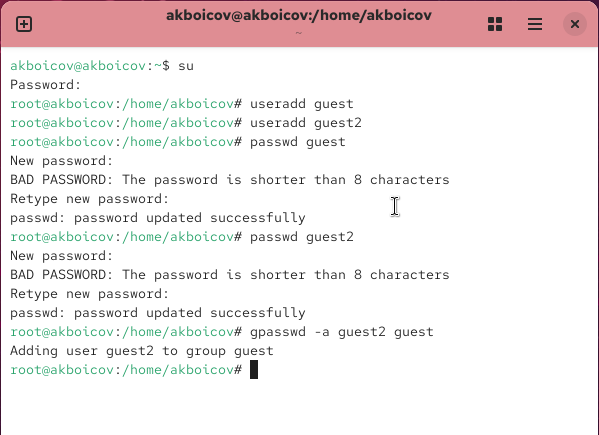 akboicov@akboicov:/home/akboicov
~
akboicov@akboicov:~$ su
Password:
root@akboicov:/home/akboicov# useradd guest
root@akboicov:/home/akboicov# useradd guest2
root@akboicov:/home/akboicov# passwd guest
New password:
BAD PASSWORD: The password is shorter than 8 characters
Retype new password:
passwd: password updated successfully
root@akboicov:/home/akboicov# passwd guest2
New password:
BAD PASSWORD: The password is shorter than 8 characters
Retype new password:
passwd: password updated successfully
root@akboicov:/home/akboicov# gpasswd -a guest2 guest
Adding user guest2 to group guest
root@akboicov:/home/akboicov#